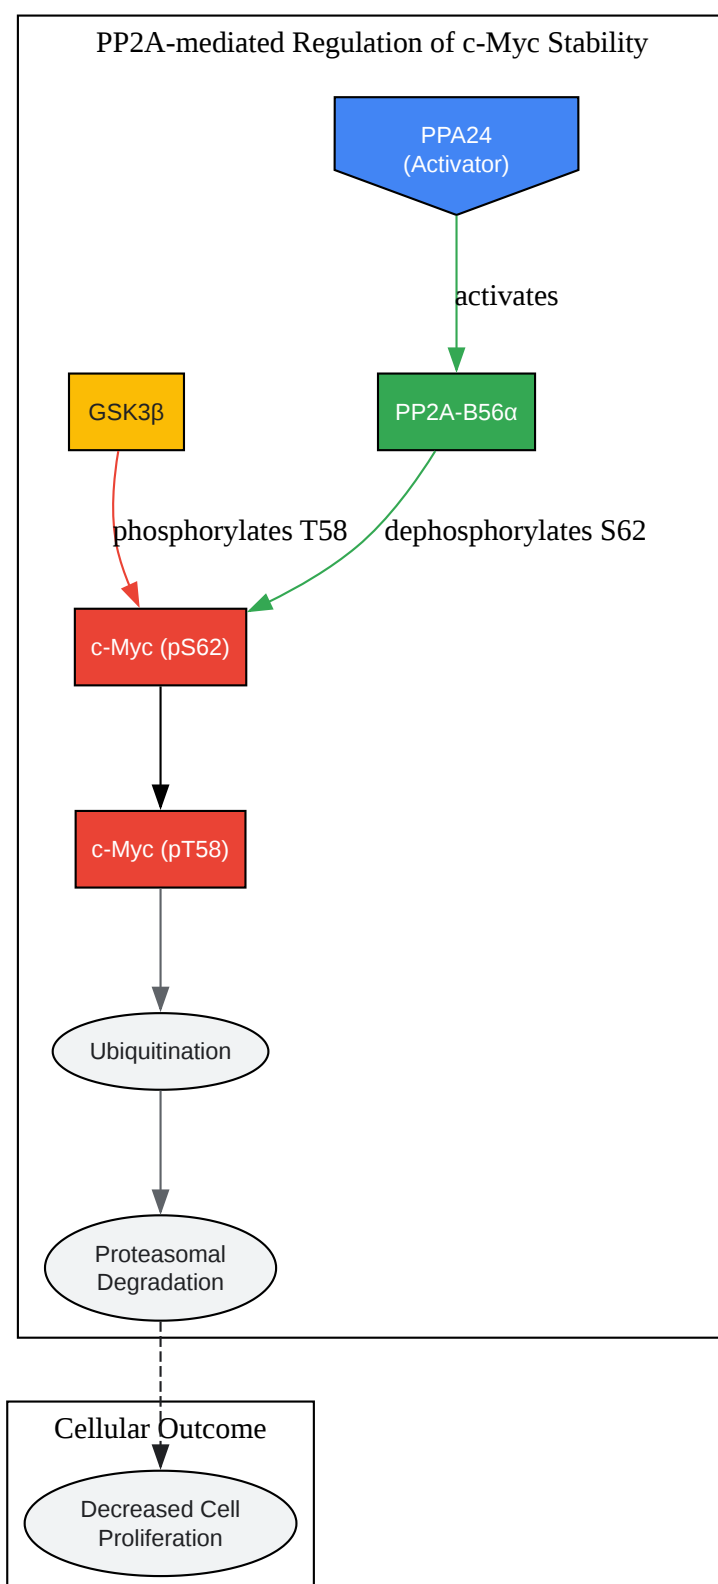 PP2A-mediated Regulation of c-Myc Stability
PPA24
(Activator)
activates
GSK3β
PP2A-B56α
phosphorylates T58
dephosphorylates S62
c-Myc (pS62)
c-Myc (pT58)
Ubiquitination
Proteasomal
Degradation
Cellular Outcome
Decreased Cell
Proliferation